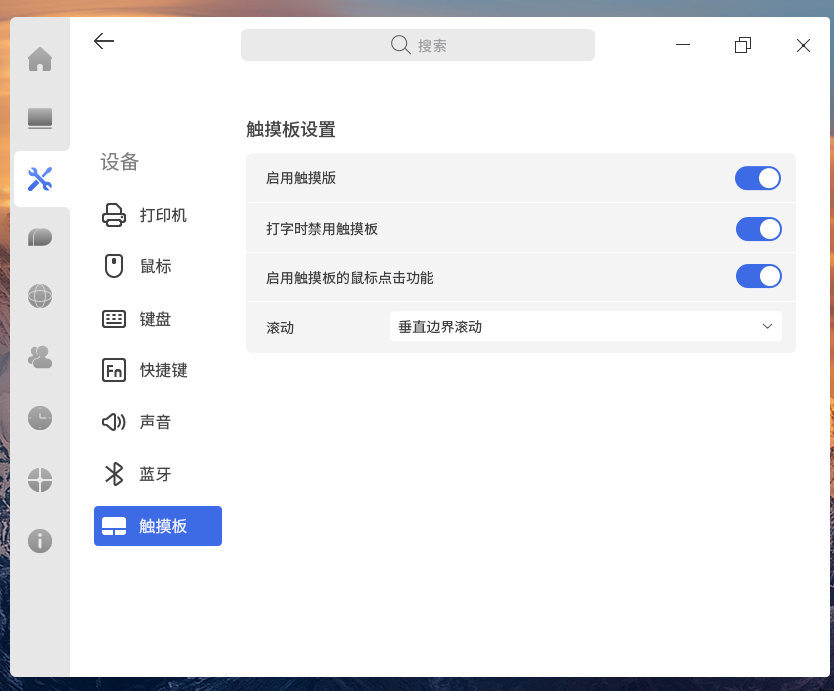 搜索
设备
打印机
鼠标
键盘
Fn 快捷键
声音
蓝牙
触摸板
触摸板设置
启用触摸版
打字时禁用触摸板
启用触摸板的鼠标点击功能
滚动 垂直边界滚动